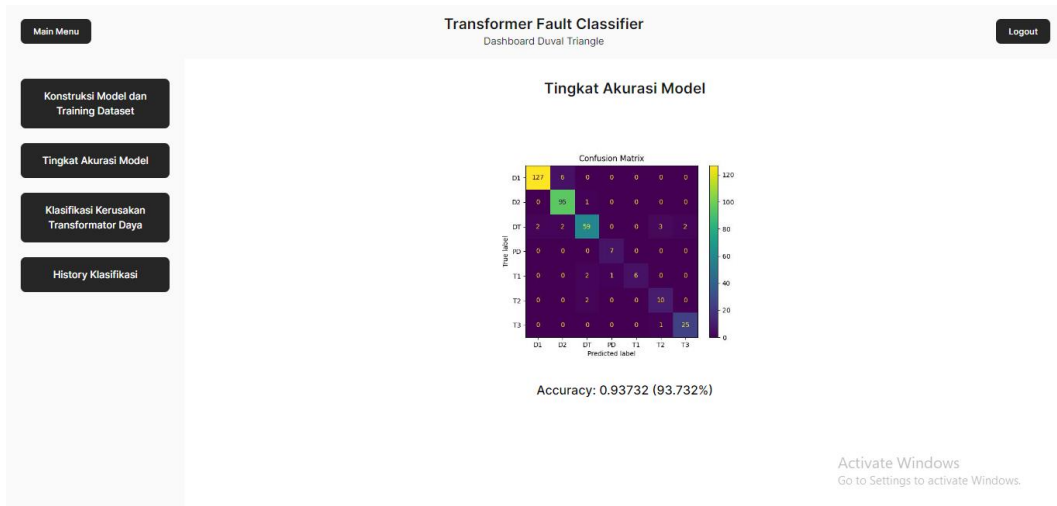 Main Menu
Transformer Fault Classifier
Dashboard Duval Triangle
Logout
Konstruksi Model dan
Training Dataset
Tingkat Akurasi Model
Klasifikasi Kerusakan
Transformator Daya
History Klasifikasi
Tingkat Akurasi Model
Confusion Matrix
True label
D1 127 6 0 0 0 0 0
D2 0 95 1 0 0 0 0
DT 2 2 59 0 0 3 2
PD 0 0 0 7 0 0 0
T1 0 0 2 1 6 0 0
T2 0 0 2 0 0 10 0
T3 0 0 0 0 0 1 25
D1 D2 DT PD T1 T2 T3
Predicted label
120
100
80
60
40
20
0
Accuracy: 0.93732 (93.732%)
Activate Windows
Go to Settings to activate Windows.